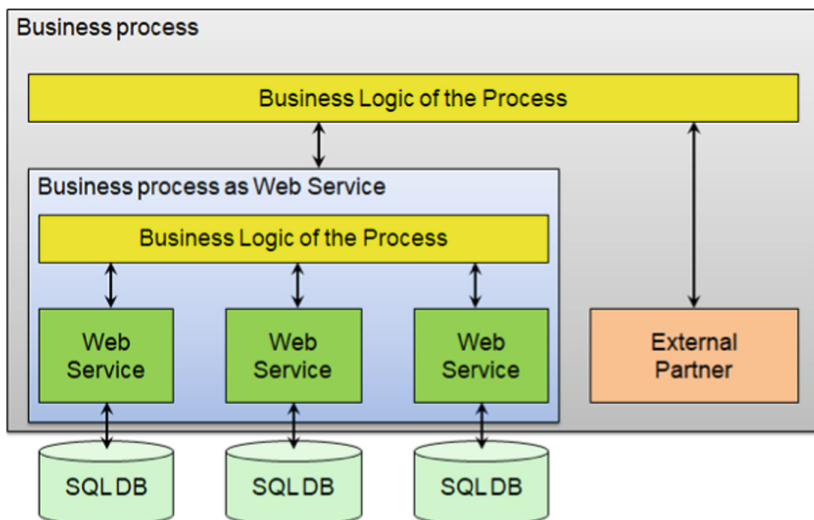 Business process
Business Logic of the Process
Business process as Web Service
Business Logic of the Process
Web
Service
Web
Service
Web
Service
External
Partner
SQL DB
SQL DB
SQL DB